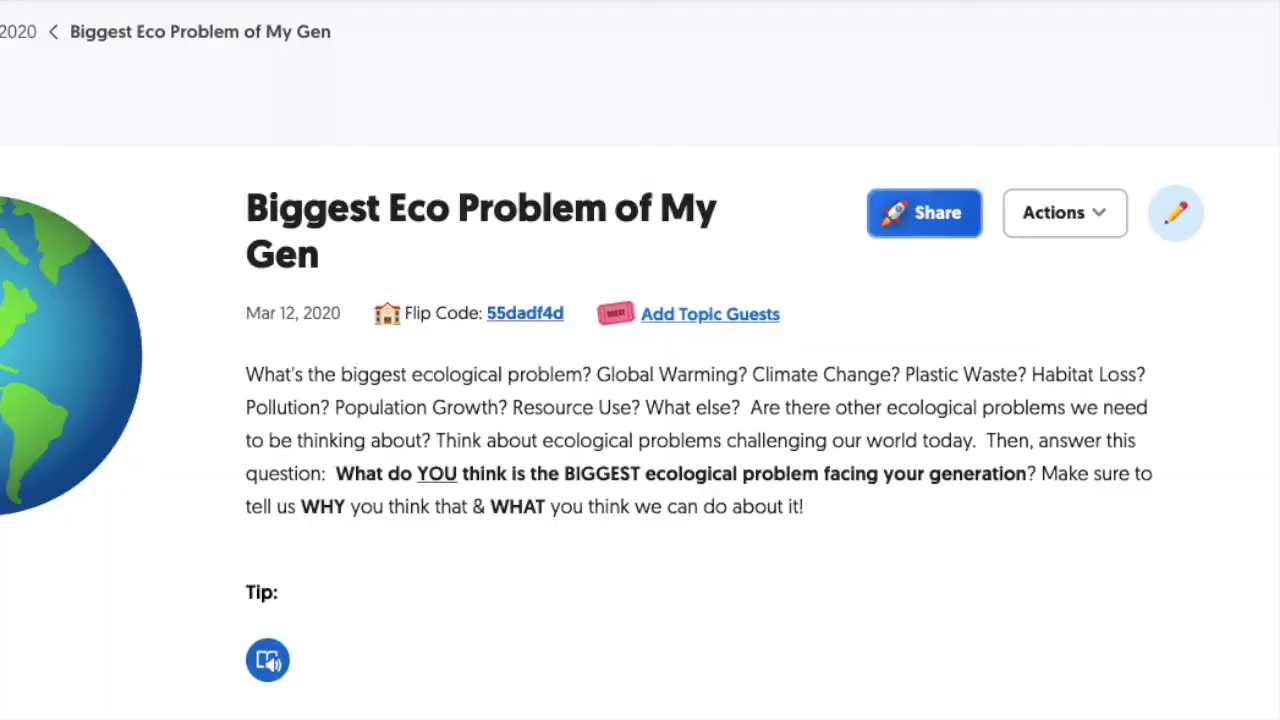 2020 < Biggest Eco Problem of My Gen
Biggest Eco Problem of My
Gen
Share
Actions
Mar 12, 2020 Flip Code: 55dadf4d Add Topic Guests
What's the biggest ecological problem? Global Warming? Climate Change? Plastic Waste? Habitat Loss?
Pollution? Population Growth? Resource Use? What else? Are there other ecological problems we need
to be thinking about? Think about ecological problems challenging our world today. Then, answer this
question: What do YOU think is the BIGGEST ecological problem facing your generation? Make sure to
tell us WHY you think that & WHAT you think we can do about it!
Tip: